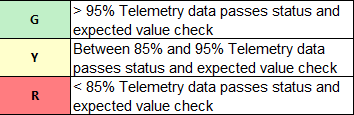 G
> 95% Telemetry data passes status and
expected value check
Y
Between 85% and 95% Telemetry data
passes status and expected value check
R
< 85% Telemetry data passes status and
expected value check